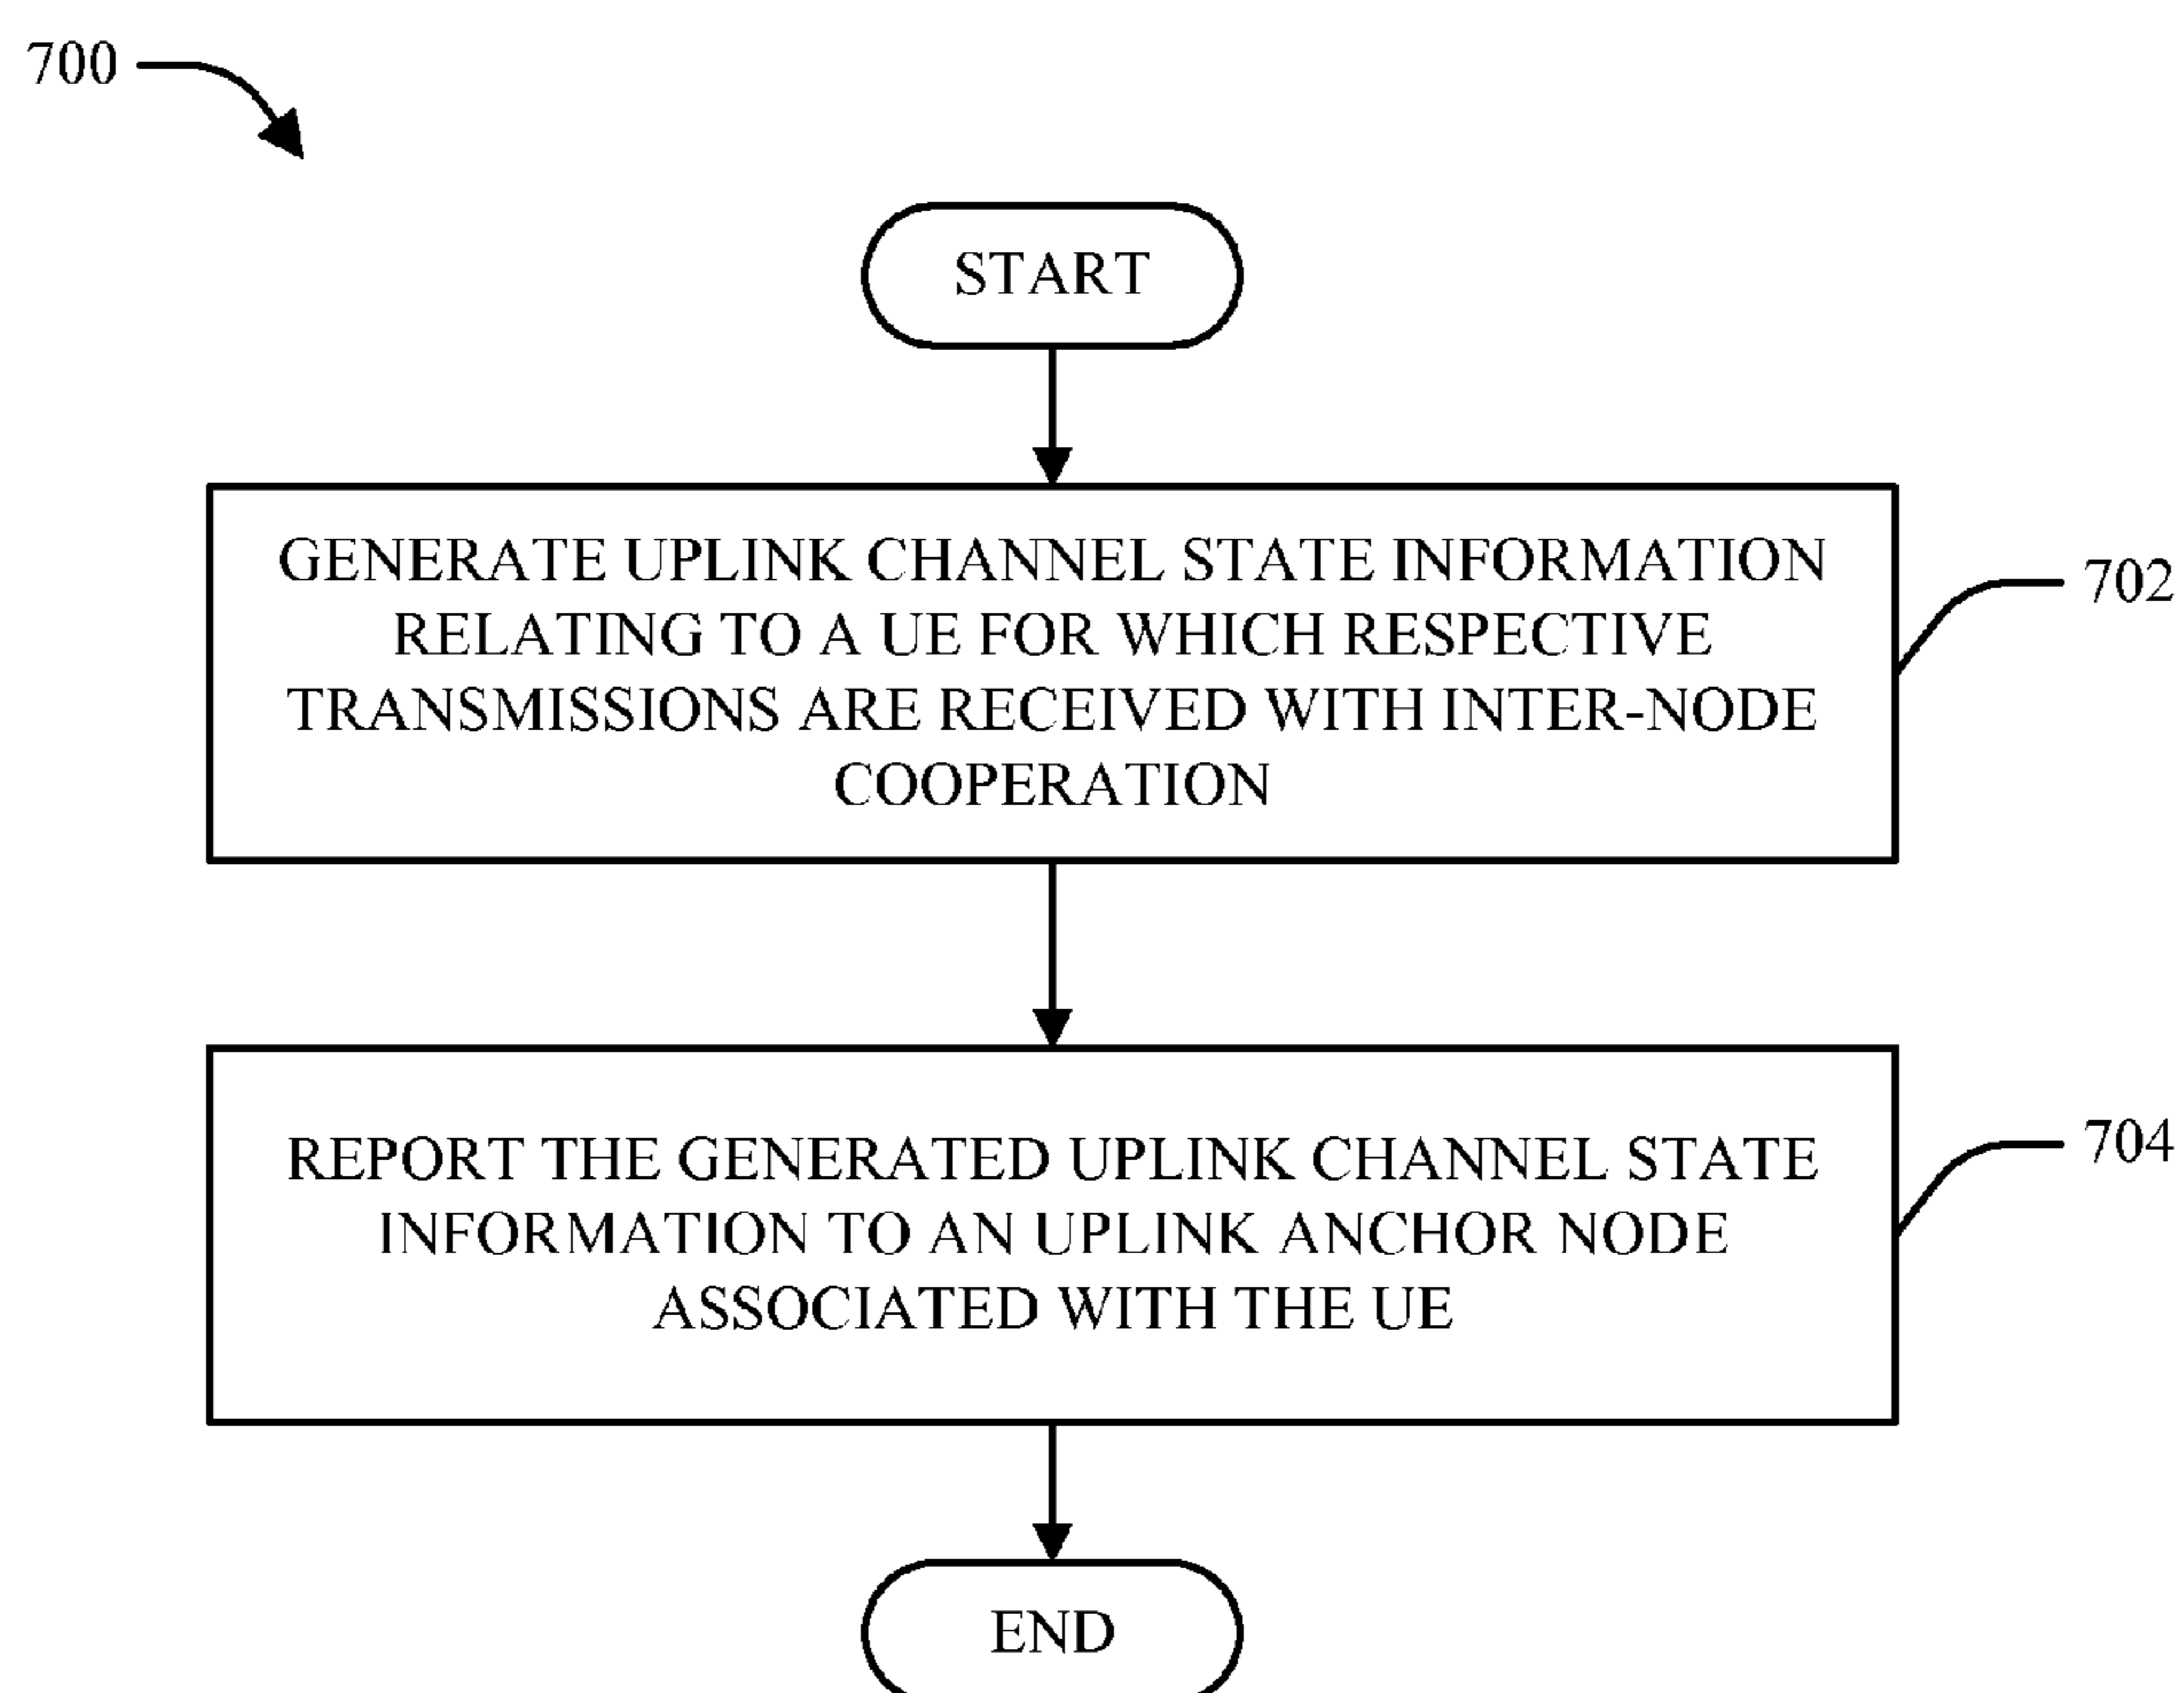 700
START
GENERATE UPLINK CHANNEL STATE INFORMATION
RELATING TO A UE FOR WHICH RESPECTIVE
TRANSMISSIONS ARE RECEIVED WITH INTER-NODE
COOPERATION
702
REPORT THE GENERATED UPLINK CHANNEL STATE
INFORMATION TO AN UPLINK ANCHOR NODE
ASSOCIATED WITH THE UE
704
END